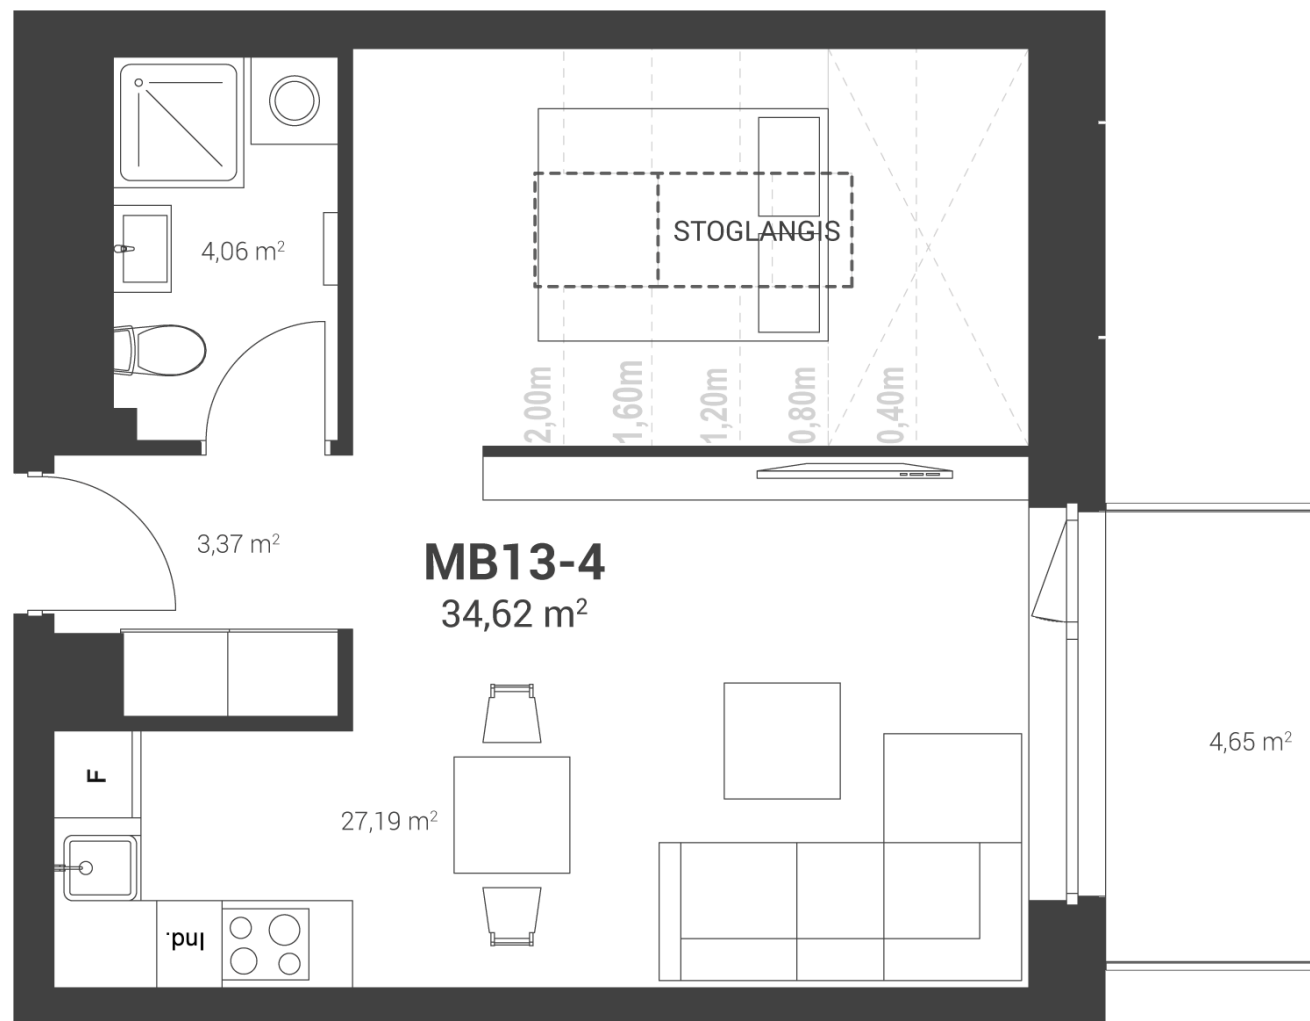 4,06 m²
STOGLANGIS
2,00m
1,60m
1,20m
0,80m
0,40m
3,37 m²
MB13-4
34,62 m²
4,65 m²
F
27,19 m²
Ind.